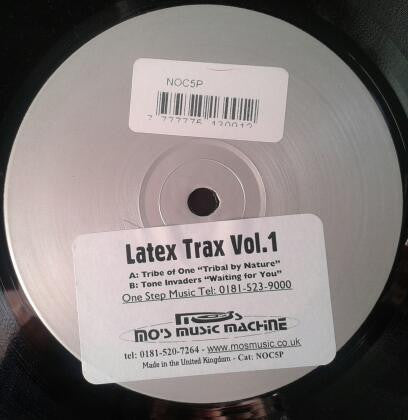 NOC5P
7 777775 130012
Latex Trax Vol.1
A: Tribe of One "Tribal by Nature"
B: Tone Invaders "Waiting for You"
One Step Music Tel: 0181-523-9000
MO'S MUSIC MACHINE
tel: 0181-520-7264 - www.mosmusic.co.uk
Made in the United Kingdom - Cat: NOC5P